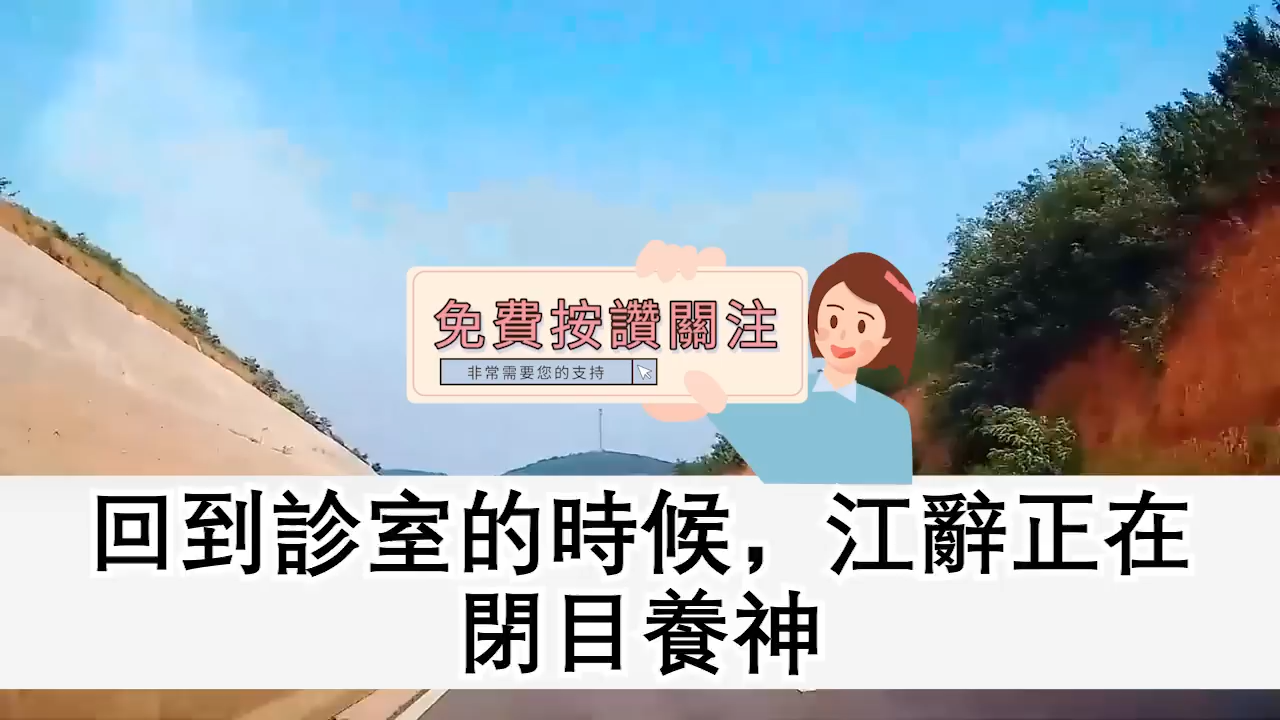 免費按讚關注
非常需要您的支持
回到診室的時候，江辭正在
閉目養神